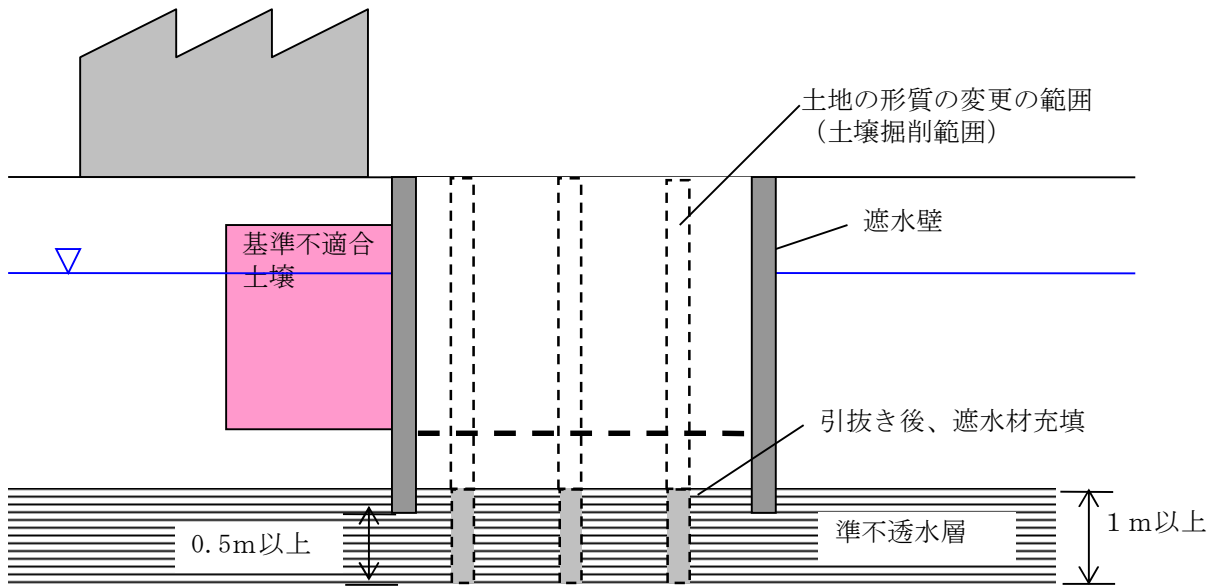 土地の形質の変更の範囲
（土壌掘削範囲）
遮水壁
基準不適合
土壌
引抜き後、遮水材充填
0.5m以上
準不透水層
1 m以上